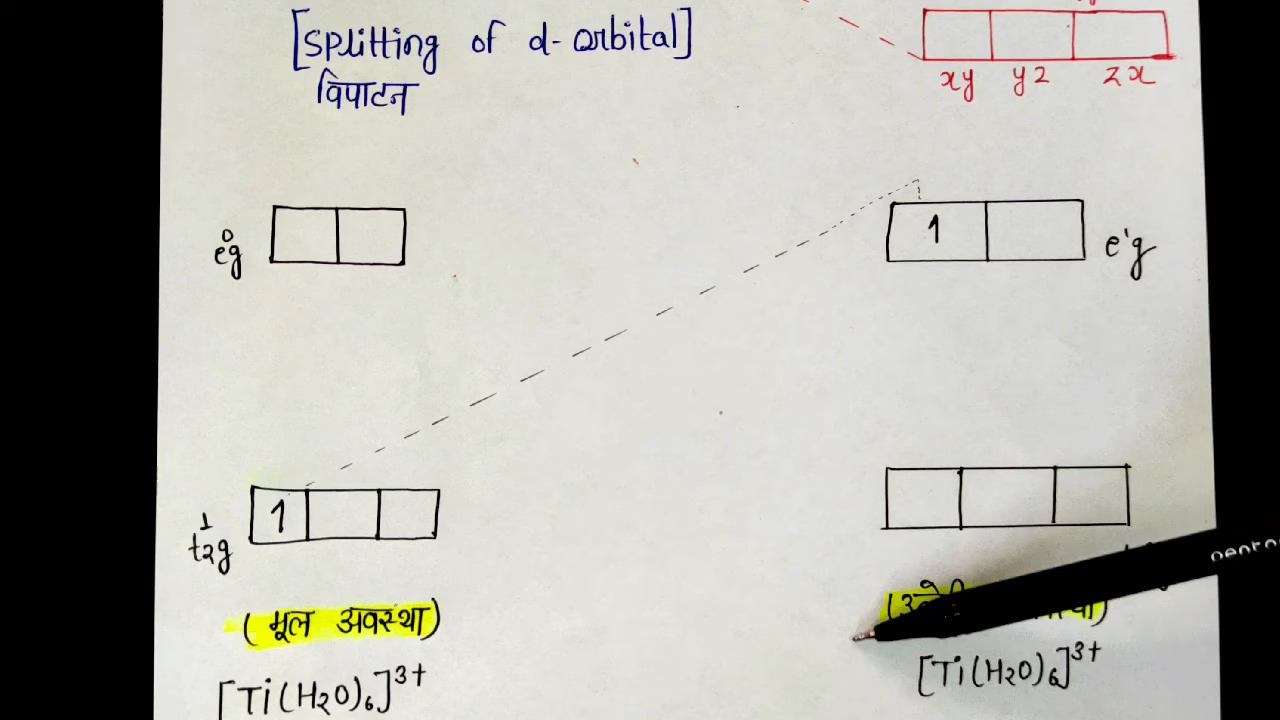 [Splitting of d-orbital]
विपाटन
xy yz zx
e⁰g
1
e¹g
t¹₂g
1
(मूल अवस्था)
[Ti(H₂O)₆]³⁺
[Ti(H₂O)₆]³⁺